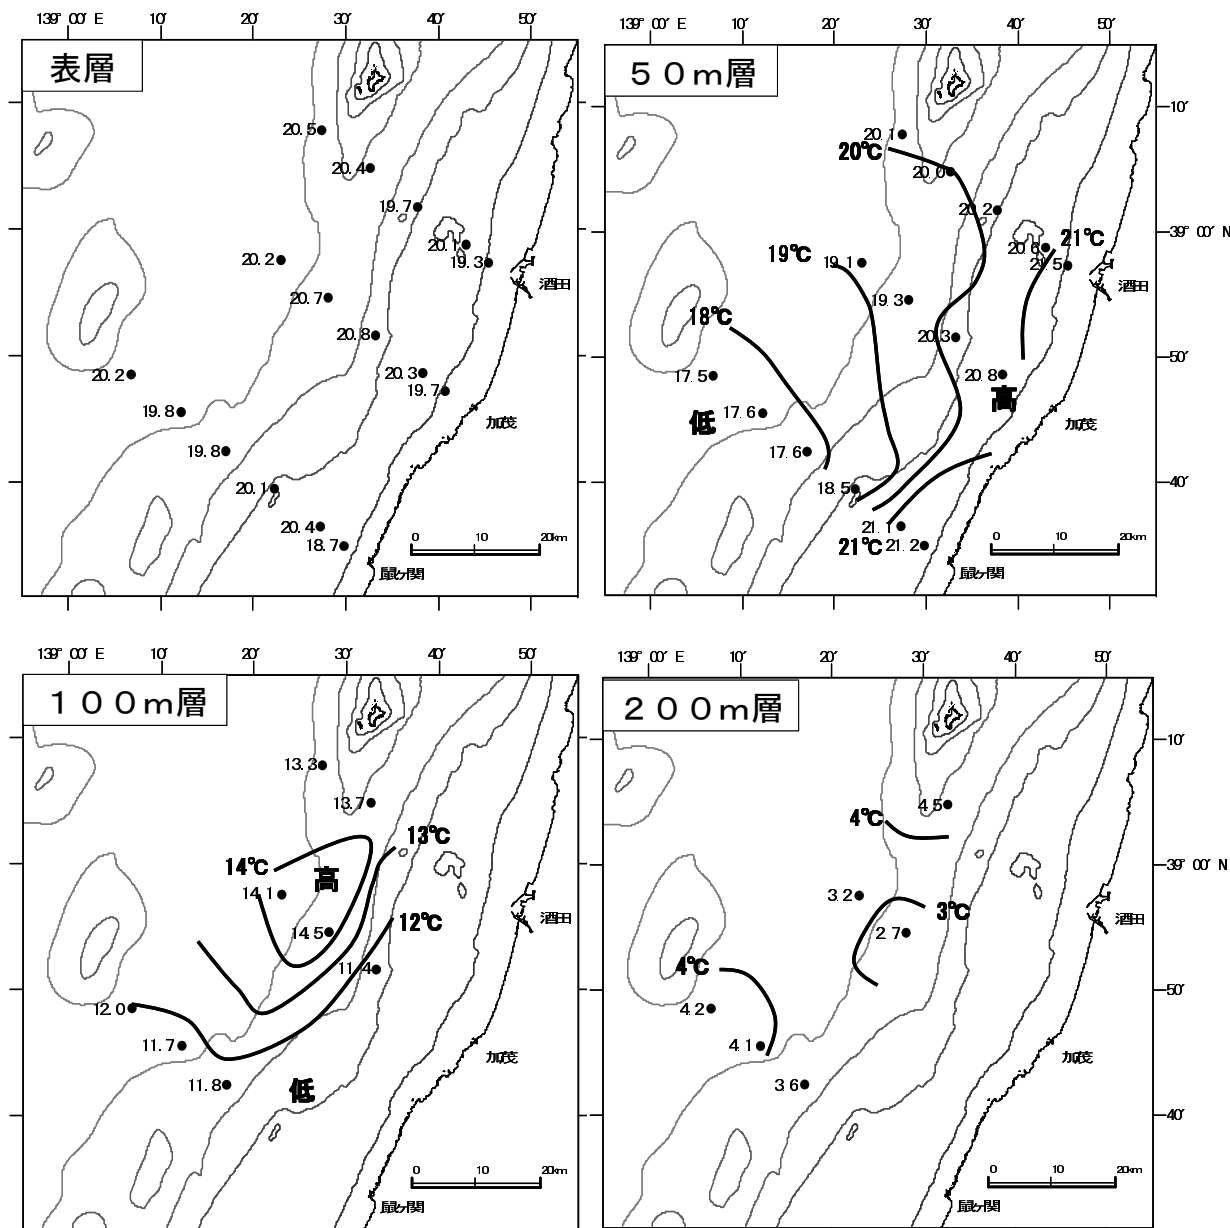 139° 00′ E 10′ 20′ 30′ 40′ 50′
表層
20.5
20.4
19.7
20.1
19.3
20.2
20.7
20.8
20.2
20.3
19.7
19.8
19.8
20.1
20.4
18.7
酒田
加茂
鼠ヶ関
0 10 20km
139° 00′ E 10′ 20′ 30′ 40′ 50′
５０ｍ層
10′
39° 00′ N
50′
40′
20.1
20℃
20.0
20.2
20.6
21℃
21.5
19℃
19.1
19.3
18℃
20.3
17.5
20.8
高
低
17.6
17.6
18.5
21.1
21℃
21.2
酒田
加茂
鼠ヶ関
0 10 20km
139° 00′ E 10′ 20′ 30′ 40′ 50′
１００ｍ層
13.3
13.7
13℃
14℃
高
14.1
12℃
14.5
11.4
12.0
11.7
11.8
低
酒田
加茂
鼠ヶ関
0 10 20km
139° 00′ E 10′ 20′ 30′ 40′ 50′
２００ｍ層
10′
39° 00′ N
50′
40′
4.5
4℃
3.2
3℃
2.7
4℃
4.2
4.1
3.6
酒田
加茂
鼠ヶ関
0 10 20km